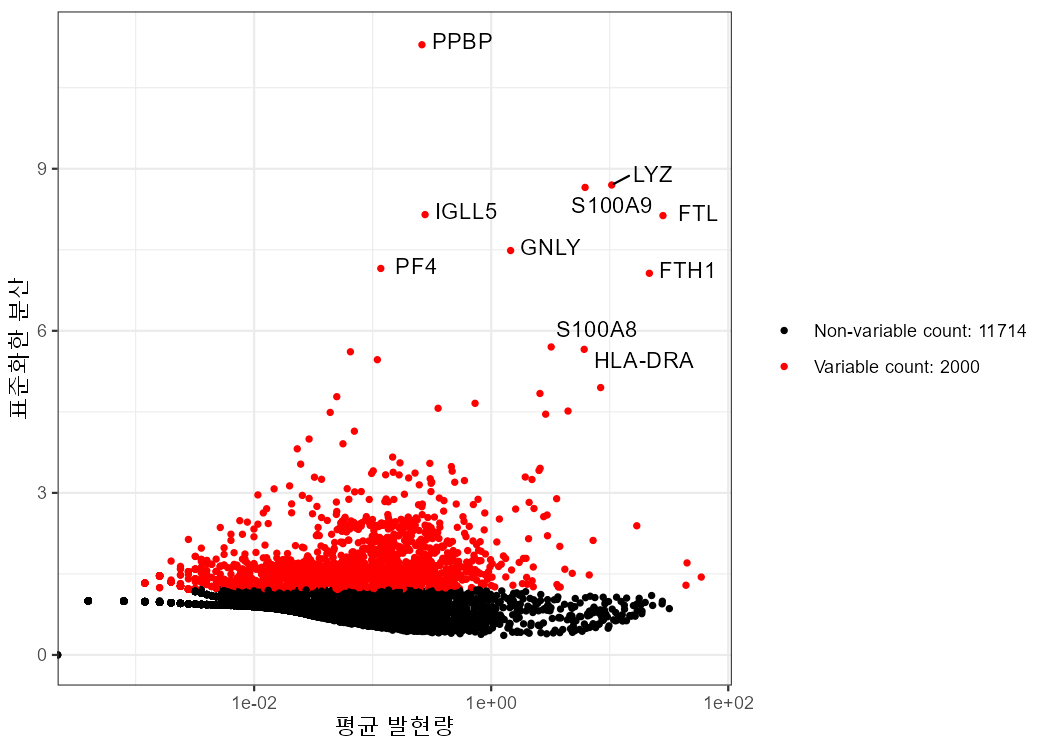 PPBP
9
LYZ
S100A9
IGLL5
FTL
GNLY
PF4
FTH1
6
S100A8
HLA-DRA
Non-variable count: 11714
Variable count: 2000
표준화한 분산
3
0
1e-02
1e+00
1e+02
평균 발현량